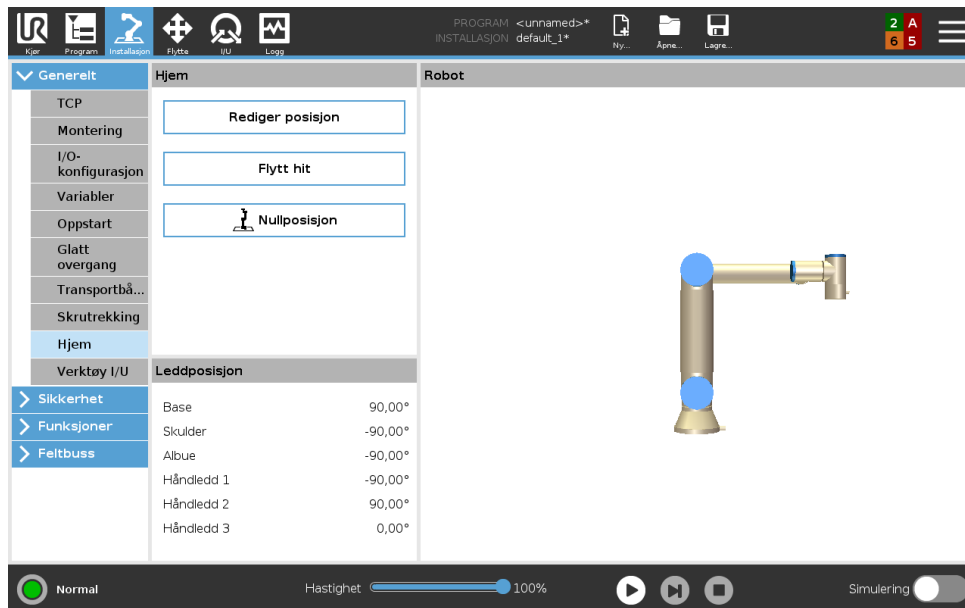 UR
PROGRAM <unnamed>*
INSTALLASJON default_1*
Kjør
Program
Installasjon
Flytte
I/U
Logg
Ny...
Åpne...
Lagre...
2 A
6 5
Generelt
TCP
Montering
I/O-
konfigurasjon
Variabler
Oppstart
Glatt
overgang
Transportbå...
Skrutrekking
Hjem
Verktøy I/U
Sikkerhet
Funksjoner
Feltbuss
Hjem
Rediger posisjon
Flytt hit
Nullposisjon
Leddposisjon
Base 90,00°
Skulder -90,00°
Albue -90,00°
Håndledd 1 -90,00°
Håndledd 2 90,00°
Håndledd 3 0,00°
Robot
Normal
Hastighet 100%
Simulering